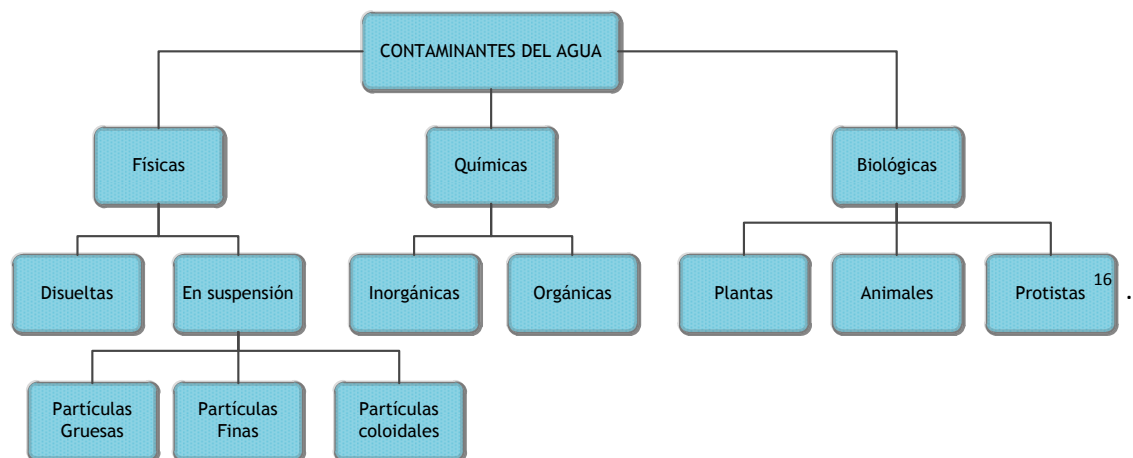 CONTAMINANTES DEL AGUA
Físicas
Químicas
Biológicas
Disueltas
En suspensión
Inorgánicas
Orgánicas
Plantas
Animales
Protistas 16 .
Partículas
Gruesas
Partículas
Finas
Partículas
coloidales